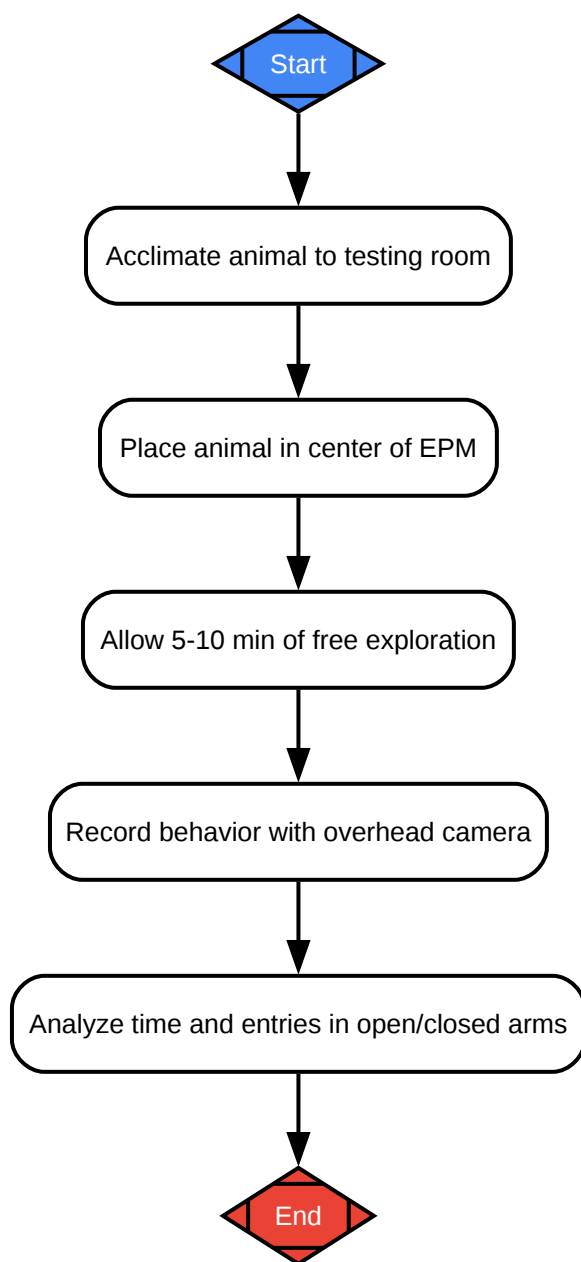 Start
Acclimate animal to testing room
Place animal in center of EPM
Allow 5-10 min of free exploration
Record behavior with overhead camera
Analyze time and entries in open/closed arms
End